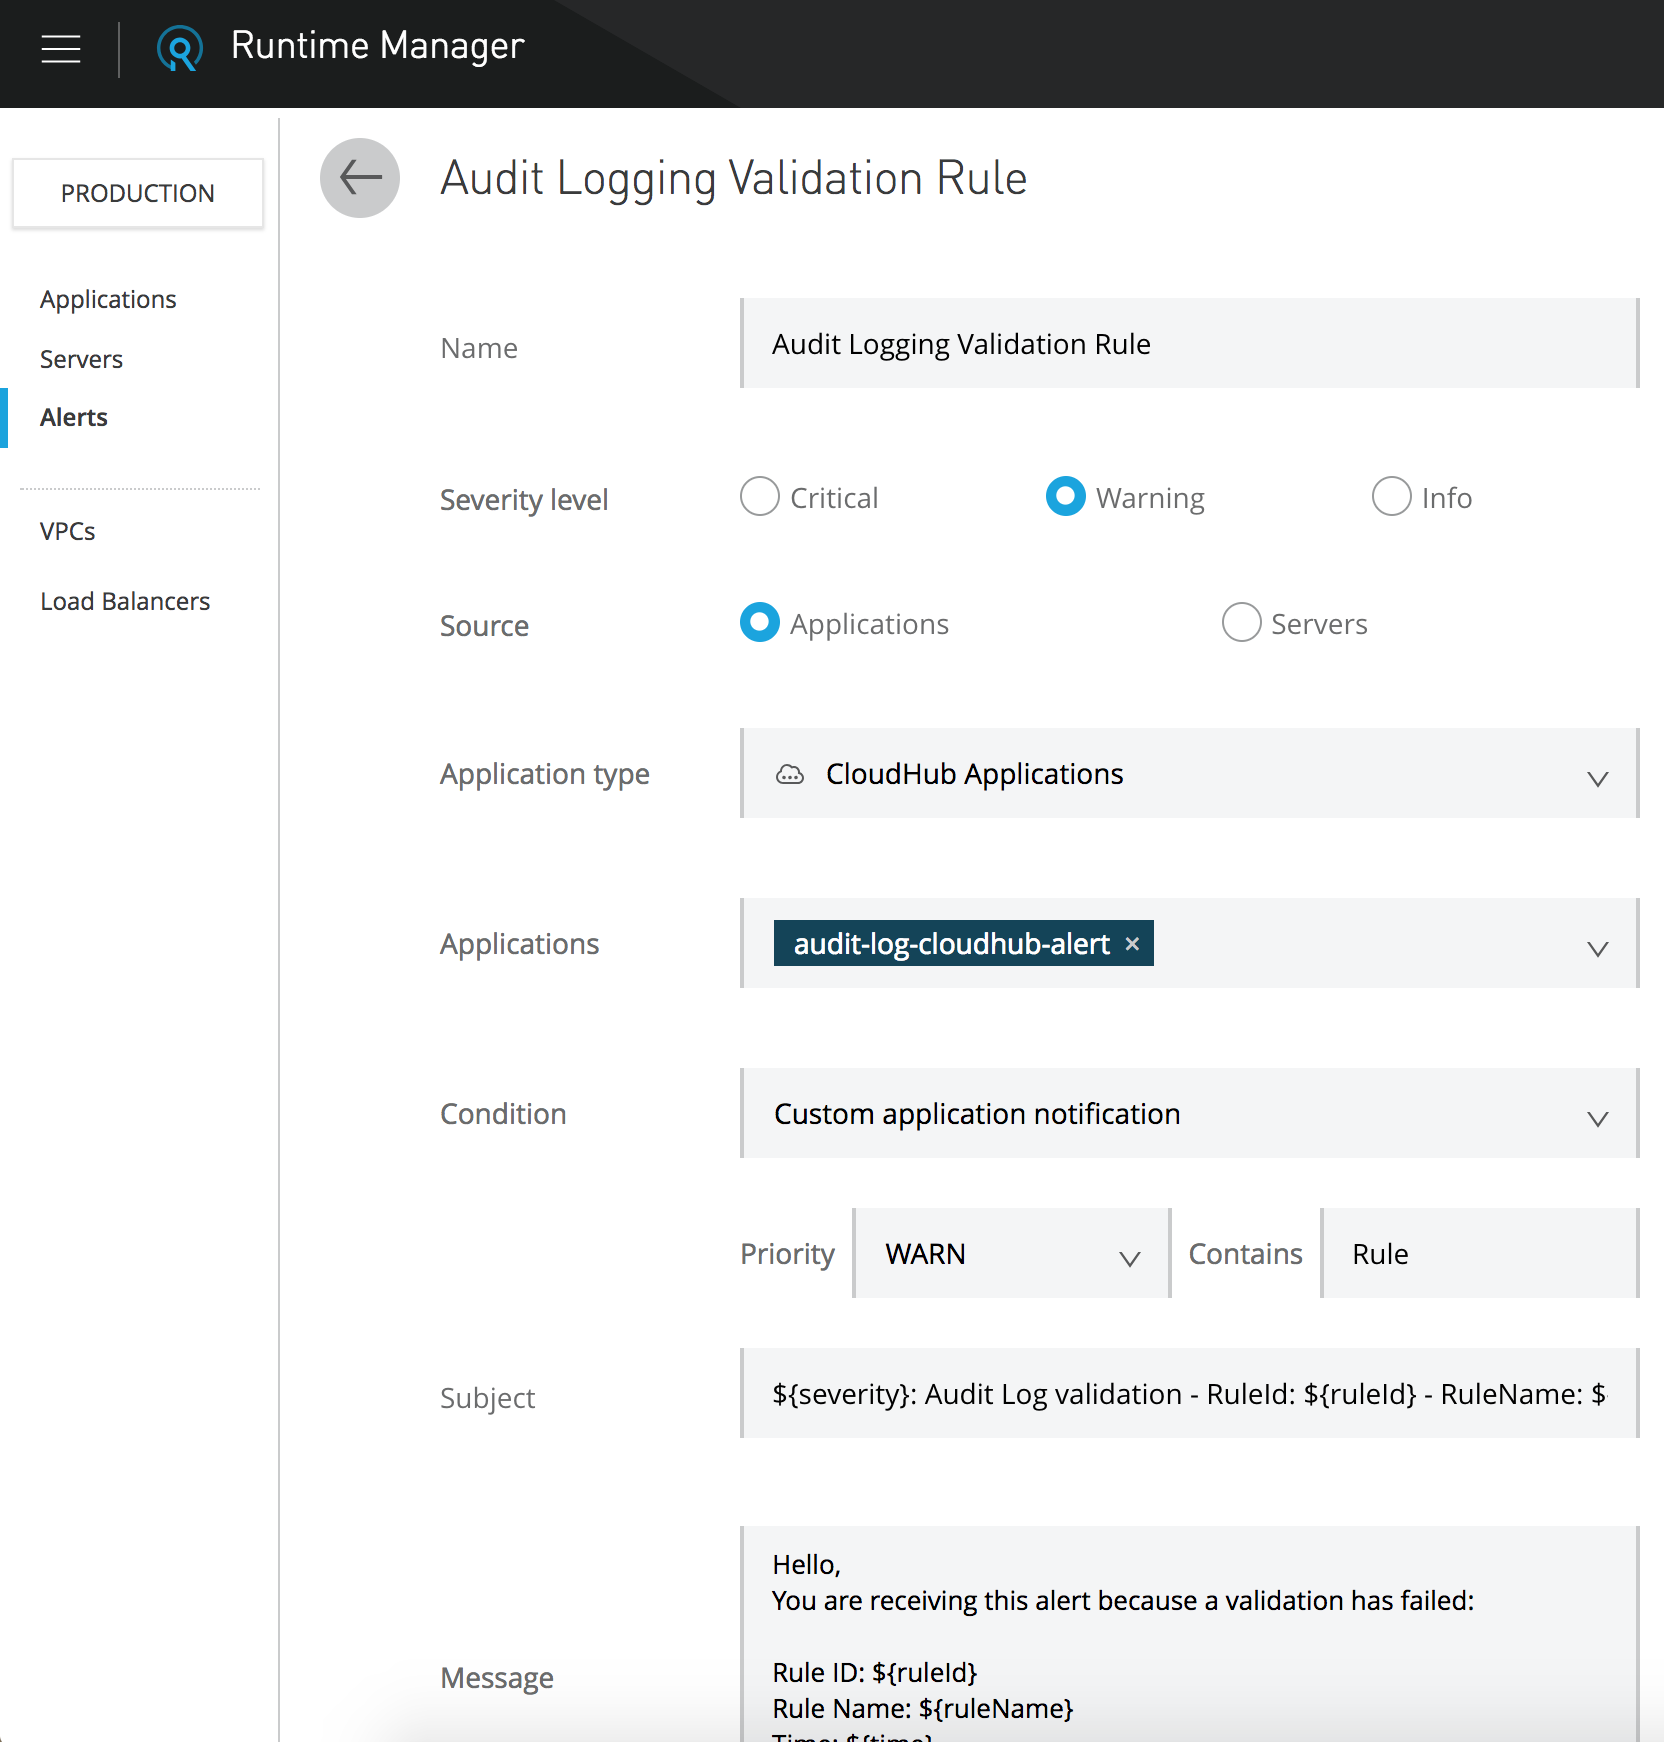 Runtime Manager
PRODUCTION
Applications
Servers
Alerts
VPCs
Load Balancers
Audit Logging Validation Rule
Name
Audit Logging Validation Rule
Severity level
Critical
Warning
Info
Source
Applications
Servers
Application type
CloudHub Applications
Applications
audit-log-cloudhub-alert ×
Condition
Custom application notification
Priority
WARN
Contains
Rule
Subject
${severity}: Audit Log validation - RuleId: ${ruleId} - RuleName: $
Message
Hello,
You are receiving this alert because a validation has failed:
Rule ID: ${ruleId}
Rule Name: ${ruleName}
Time: ${time}